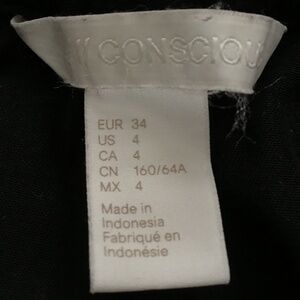 CONSCIOU
EUR 34
US 4
CA 4
CN 160/64A
MX 4
Made in
Indonesia
Fabriqué en
Indonésie